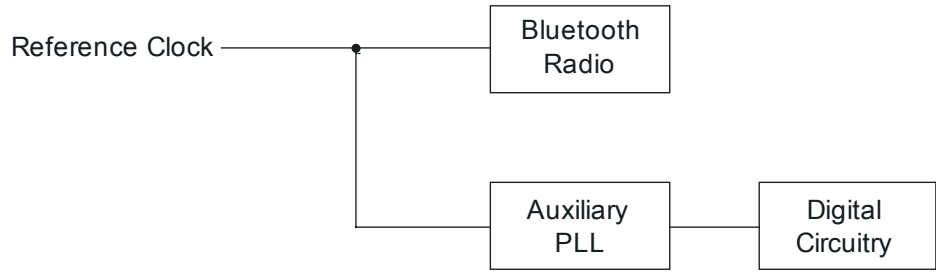 Reference Clock
Bluetooth
Radio
Auxiliary
PLL
Digital
Circuitry